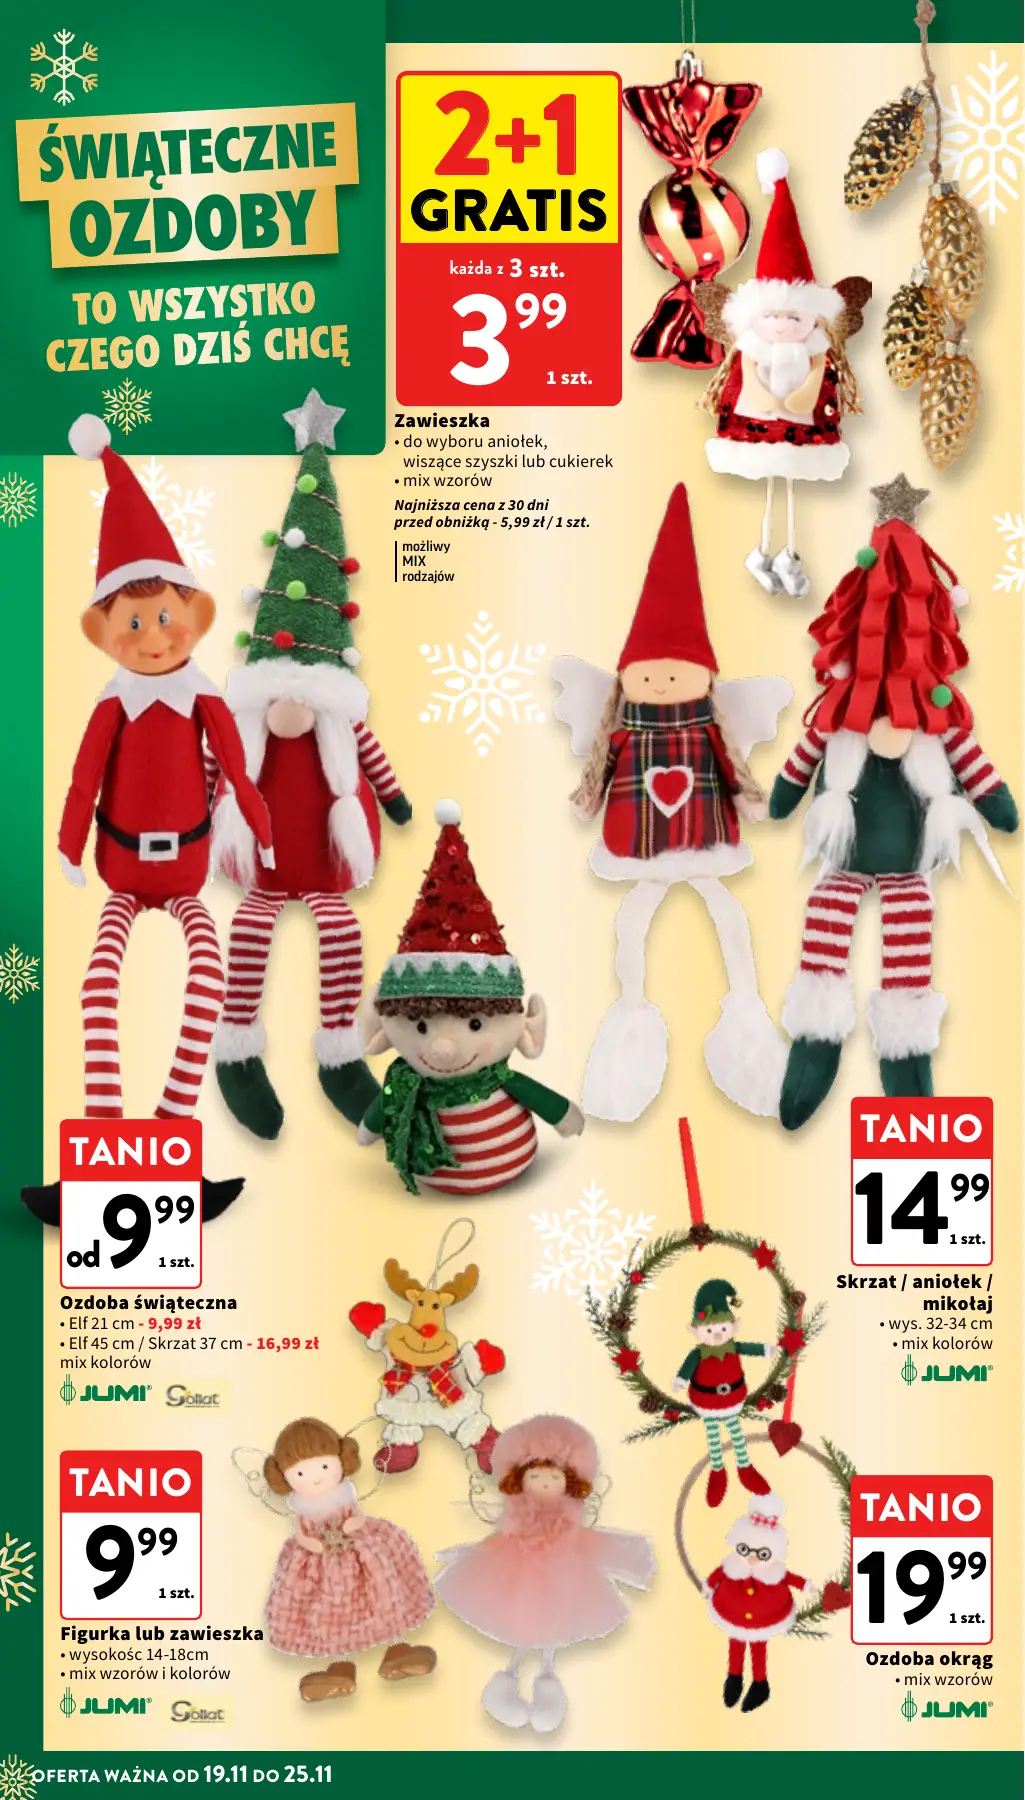 ŚWIĄTECZNE
OZDOBY
TO WSZYSTKO
CZEGO DZIŚ CHCĘ
2+1
GRATIS
każda z 3 szt.
3 99
1 szt.
Zawieszka
• do wyboru aniołek,
wiszące szyszki lub cukierek
• mix wzorów
Najniższa cena z 30 dni
przed obniżką - 5,99 zł / 1 szt.
możliwy
MIX
rodzajów
TANIO
od 9 99
1 szt.
Ozdoba świąteczna
• Elf 21 cm - 9,99 zł
• Elf 45 cm / Skrzat 37 cm - 16,99 zł
mix kolorów
JUMI® Goliat
TANIO
14 99
1 szt.
Skrzat / aniołek /
mikołaj
• wys. 32-34 cm
• mix kolorów
JUMI®
TANIO
9 99
1 szt.
Figurka lub zawieszka
• wysokośc 14-18cm
• mix wzorów i kolorów
JUMI® Goliat
TANIO
19 99
1 szt.
Ozdoba okrąg
• mix wzorów
JUMI®
OFERTA WAŻNA OD 19.11 DO 25.11